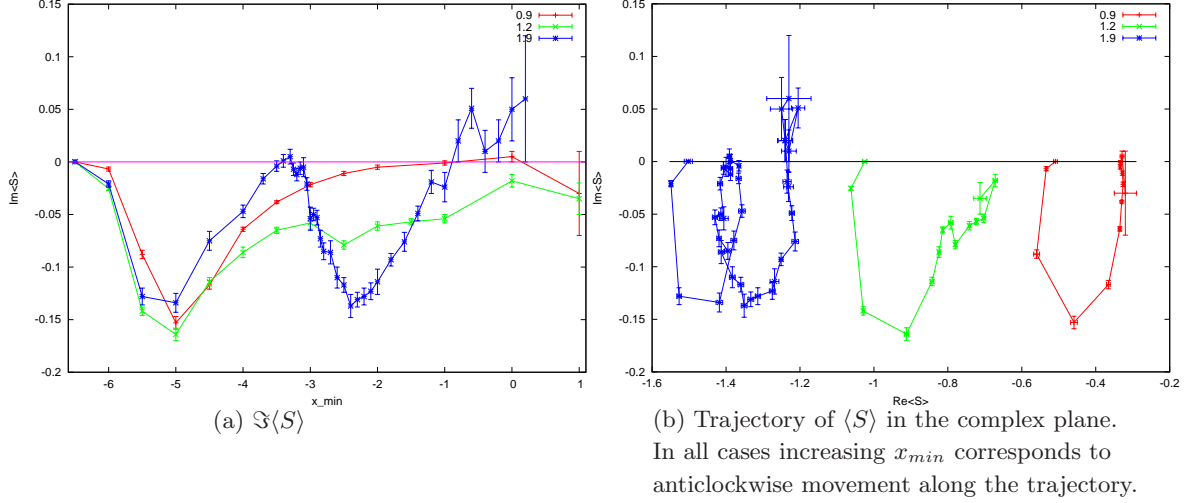 0.15
0.1
0.05
0
-0.05
-0.1
-0.15
-0.2
Im<S>
-6 -5 -4 -3 -2 -1 0 1
x_min
0.9
1.2
1.9
(a) ℑ⟨S⟩
0.15
0.1
0.05
0
-0.05
-0.1
-0.15
-0.2
Im<S>
-1.6 -1.4 -1.2 -1 -0.8 -0.6 -0.4 -0.2
Re<S>
0.9
1.2
1.9
(b) Trajectory of ⟨S⟩ in the complex plane.
In all cases increasing x_min corresponds to
anticlockwise movement along the trajectory.